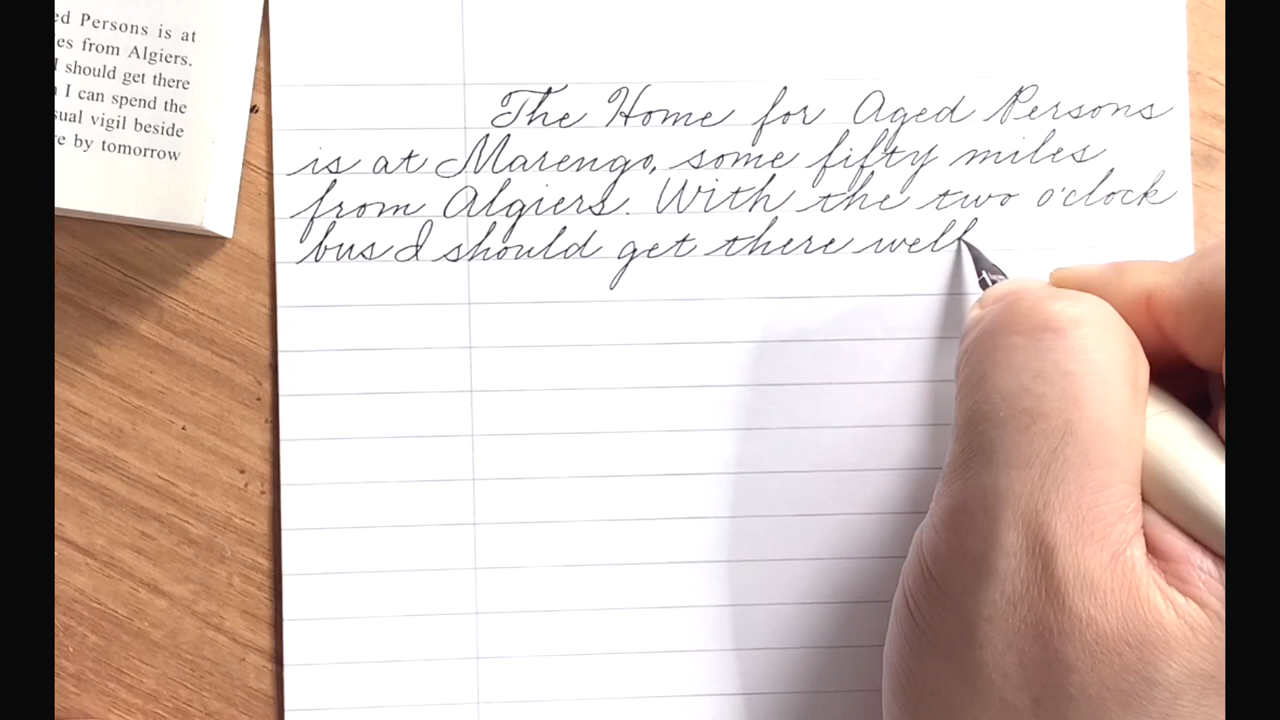 ed Persons is at
es from Algiers.
I should get there
I can spend the
sual vigil beside
re by tomorrow
The Home for Aged Persons
is at Marengo, some fifty miles
from Algiers. With the two o'clock
bus I should get there well